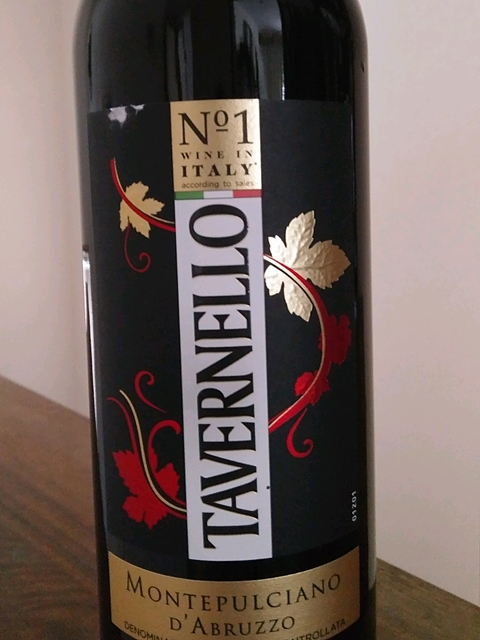 Nº1
WINE IN
ITALY*
according to sales
TAVERNELLO
01201
MONTEPULCIANO
D'ABRUZZO